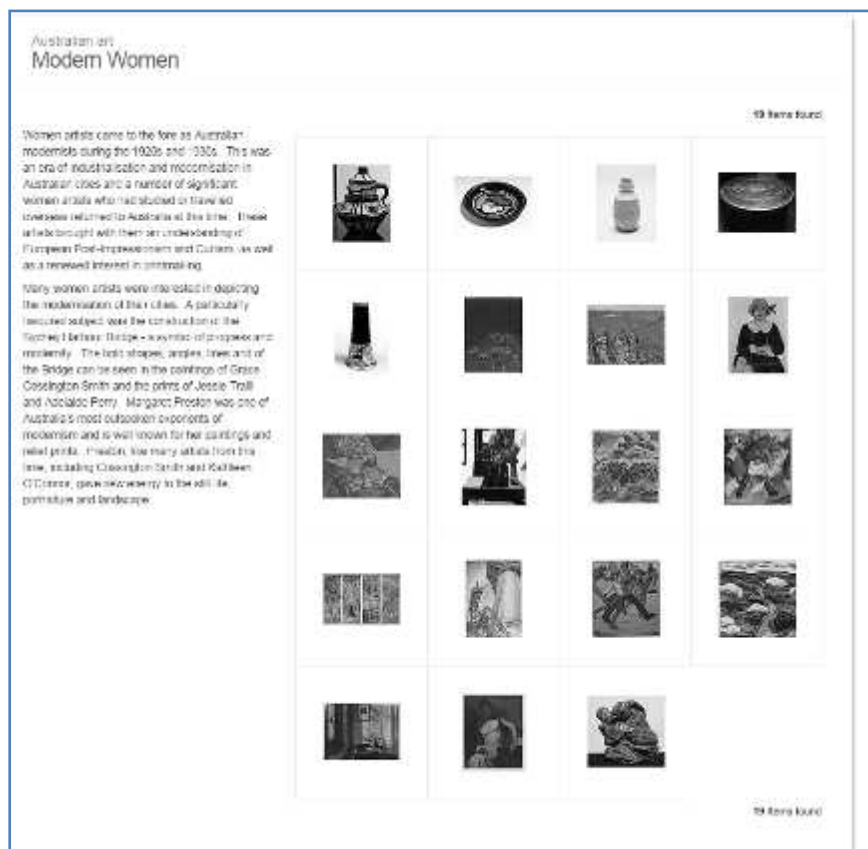 Australian art
Modern Women
19 items found
Women artists came to the fore as Australian
modernists during the 1920s and 1930s. This was
an era of industrialisation and modernisation in
Australian cities and a number of significant
women artists who had studied or travelled
overseas returned to Australia at this time. These
artists brought with them an understanding of
European Post-Impressionism and Cubism, as well
as a renewed interest in printmaking.
Many women artists were interested in depicting
the modernisation of their cities. A particularly
favoured subject was the construction of the
Sydney Harbour Bridge - a symbol of progress and
modernity. The bold shapes, angles, lines and of
the Bridge can be seen in the paintings of Grace
Cossington Smith and the prints of Jessie Traill
and Adelaide Perry. Margaret Preston was one of
Australia's most outspoken exponents of
modernism and is well known for her paintings and
relief prints. Preston, like many artists from this
time, including Cossington Smith and Kathleen
O'Connor, gave new energy to the still life,
portraiture and landscape.
19 items found